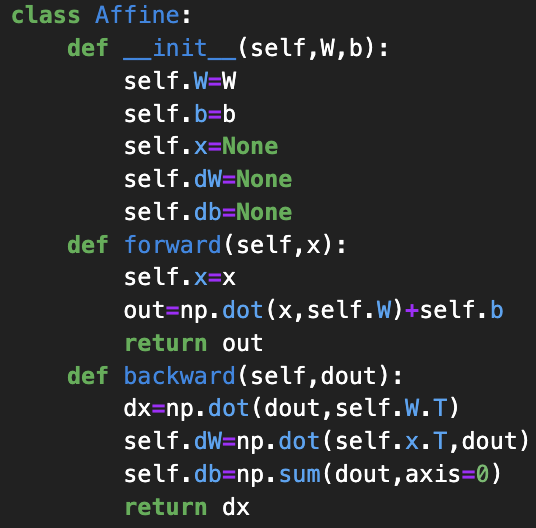 class Affine:
    def __init__(self,W,b):
        self.W=W
        self.b=b
        self.x=None
        self.dW=None
        self.db=None
    def forward(self,x):
        self.x=x
        out=np.dot(x,self.W)+self.b
        return out
    def backward(self,dout):
        dx=np.dot(dout,self.W.T)
        self.dW=np.dot(self.x.T,dout)
        self.db=np.sum(dout,axis=0)
        return dx